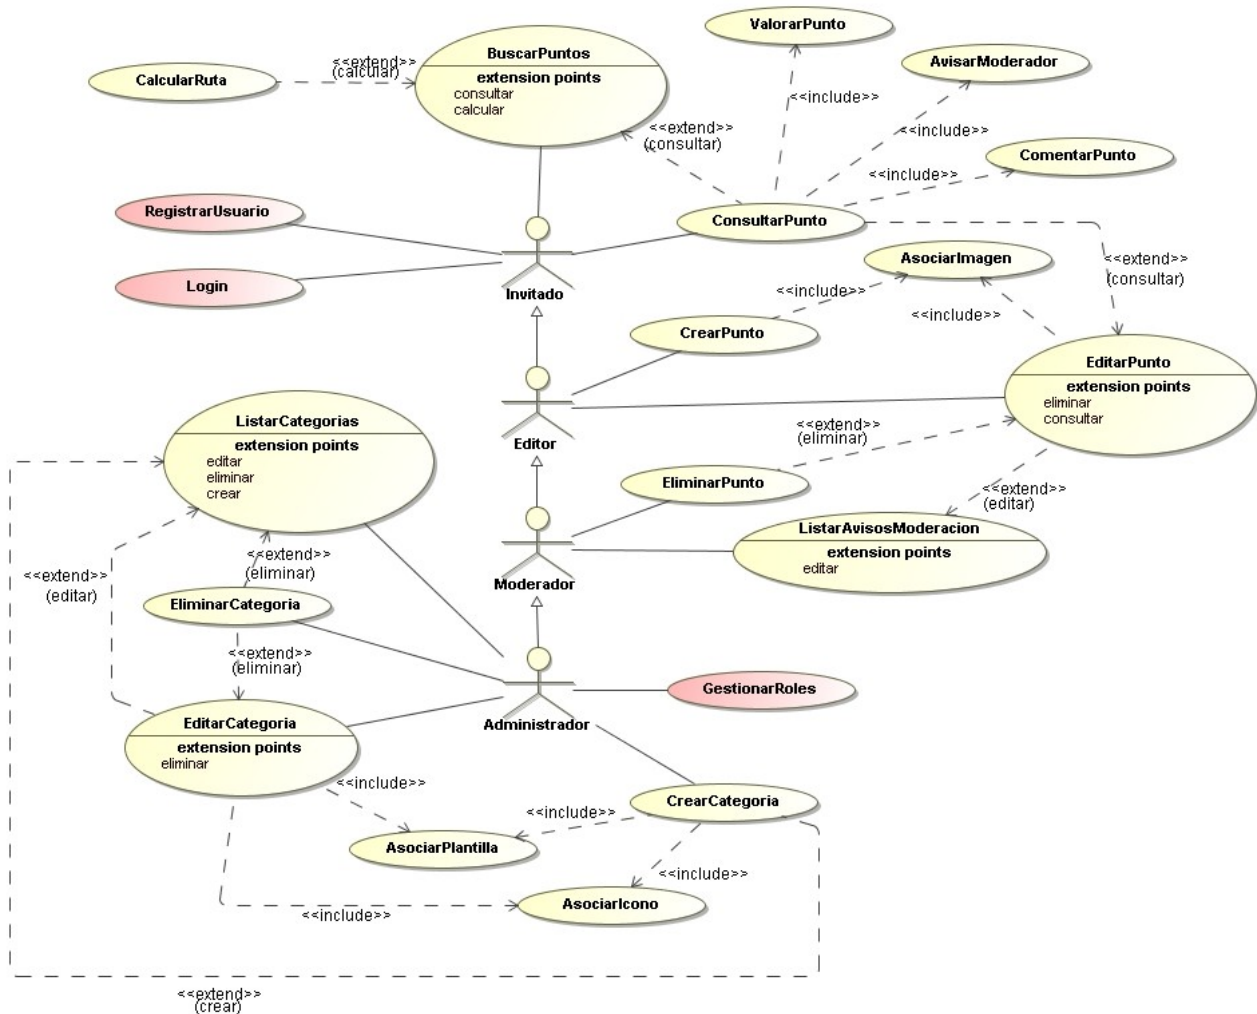 ValorarPunto
BuscarPuntos
extension points
consultar
calcular
<<extend>>
(calcular)
CalcularRuta
AvisarModerador
<<include>>
<<extend>>
(consultar)
<<include>>
ComentarPunto
<<include>>
RegistrarUsuario
ConsultarPunto
Login
Invitado
AsociarImagen
<<extend>>
(consultar)
<<include>>
<<include>>
CrearPunto
EditarPunto
extension points
eliminar
consultar
ListarCategorias
extension points
editar
eliminar
crear
Editor
<<extend>>
(eliminar)
EliminarPunto
<<extend>>
(editar)
ListarAvisosModeracion
extension points
editar
<<extend>>
(eliminar)
<<extend>>
(editar)
Moderador
EliminarCategoria
<<extend>>
(eliminar)
GestionarRoles
Administrador
EditarCategoria
extension points
eliminar
<<include>>
CrearCategoria
<<include>>
AsociarPlantilla
<<include>>
AsociarIcono
<<include>>
<<extend>>
(crear)